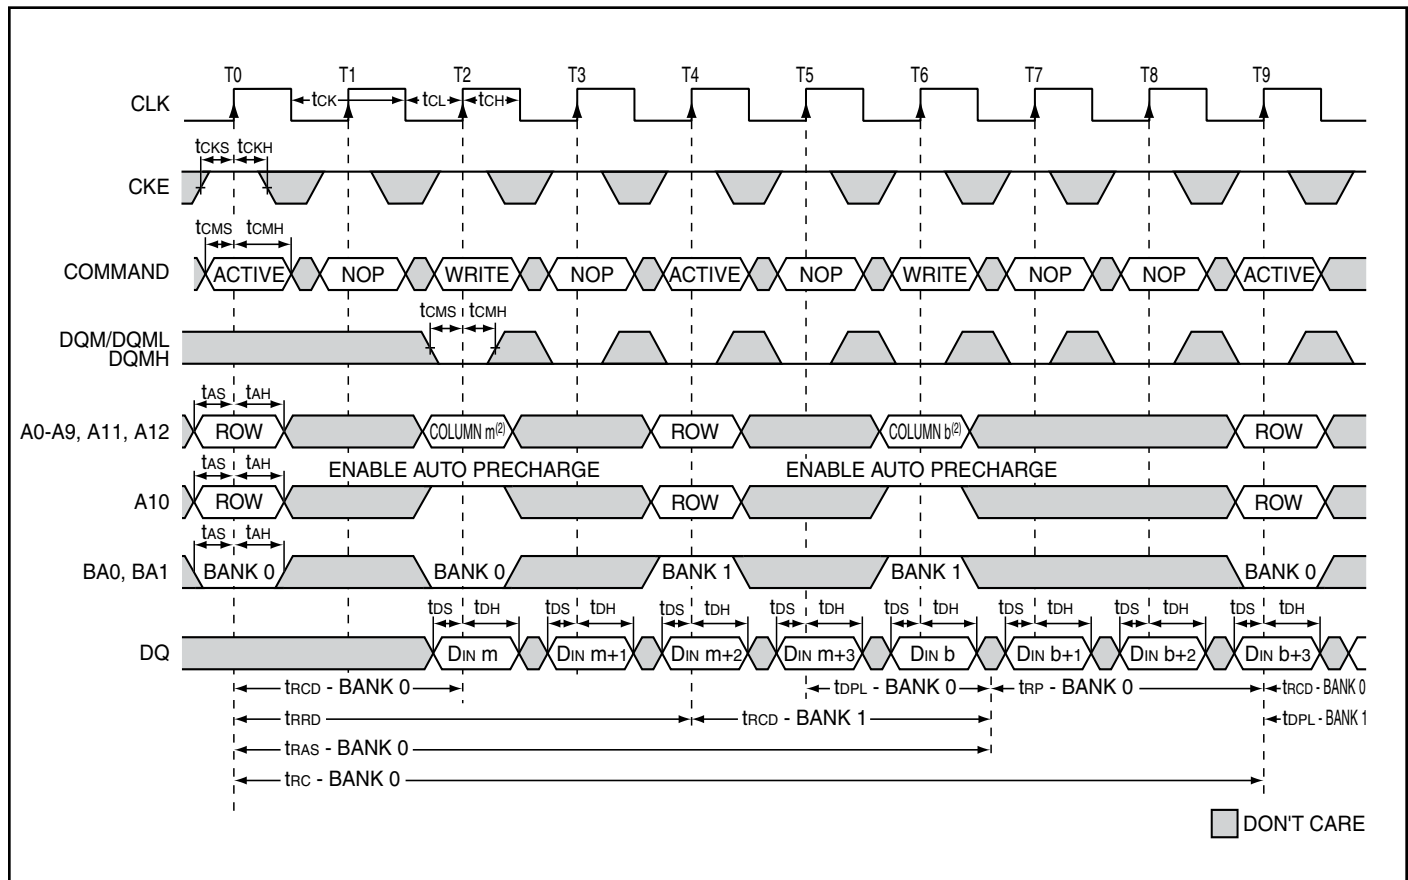 T0 T1 T2 T3 T4 T5 T6 T7 T8 T9
CLK tCK tCL tCH
tCKS tCKH
CKE
tCMS tCMH
COMMAND ACTIVE NOP WRITE NOP ACTIVE NOP WRITE NOP NOP ACTIVE
tCMS tCMH
DQM/DQML
DQMH
tAS tAH
A0-A9, A11, A12 ROW COLUMN m(2) ROW COLUMN b(2) ROW
tAS tAH ENABLE AUTO PRECHARGE ENABLE AUTO PRECHARGE
A10 ROW ROW ROW
tAS tAH
BA0, BA1 BANK 0 BANK 0 BANK 1 BANK 1 BANK 0
tDS tDH tDS tDH tDS tDH tDS tDH tDS tDH tDS tDH tDS tDH tDS tDH
DQ DIN m DIN m+1 DIN m+2 DIN m+3 DIN b DIN b+1 DIN b+2 DIN b+3
tRCD - BANK 0 tDPL - BANK 0 tRP - BANK 0 tRCD - BANK 0
tRRD tRCD - BANK 1 tDPL - BANK 1
tRAS - BANK 0
tRC - BANK 0
DON'T CARE